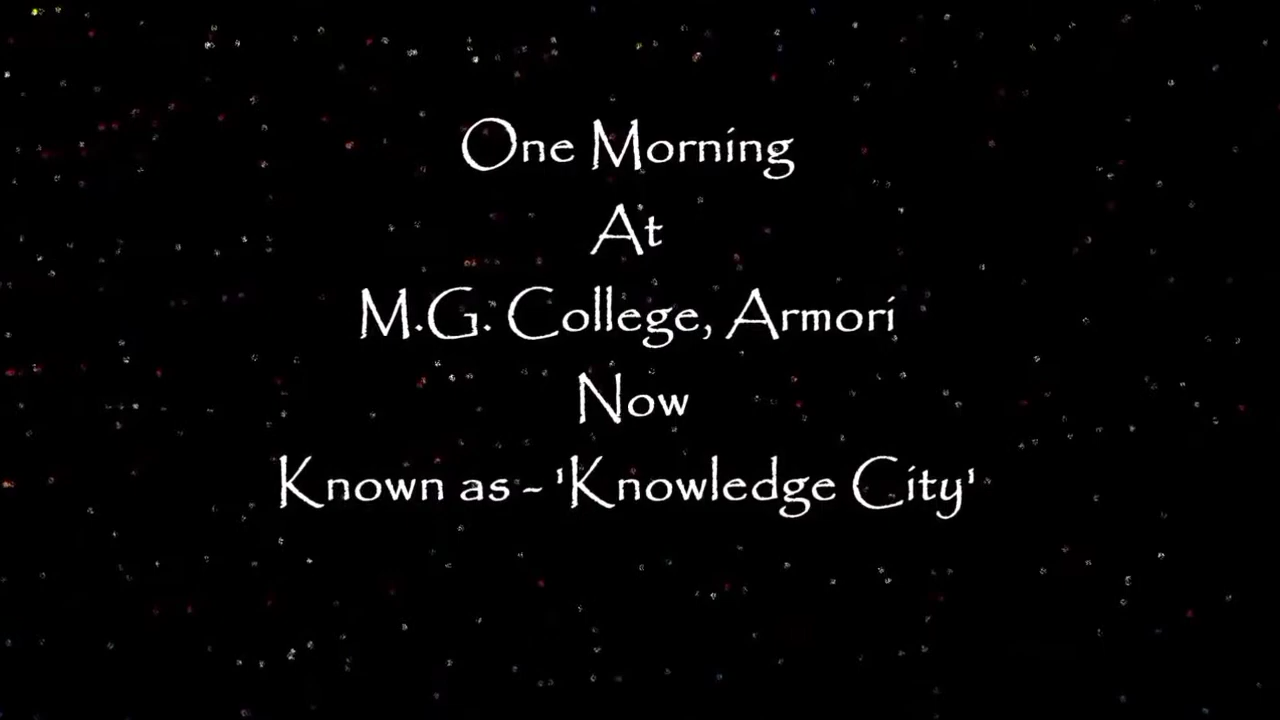 One Morning
At
M.G. College, Armori
Now
Known as - 'Knowledge City'